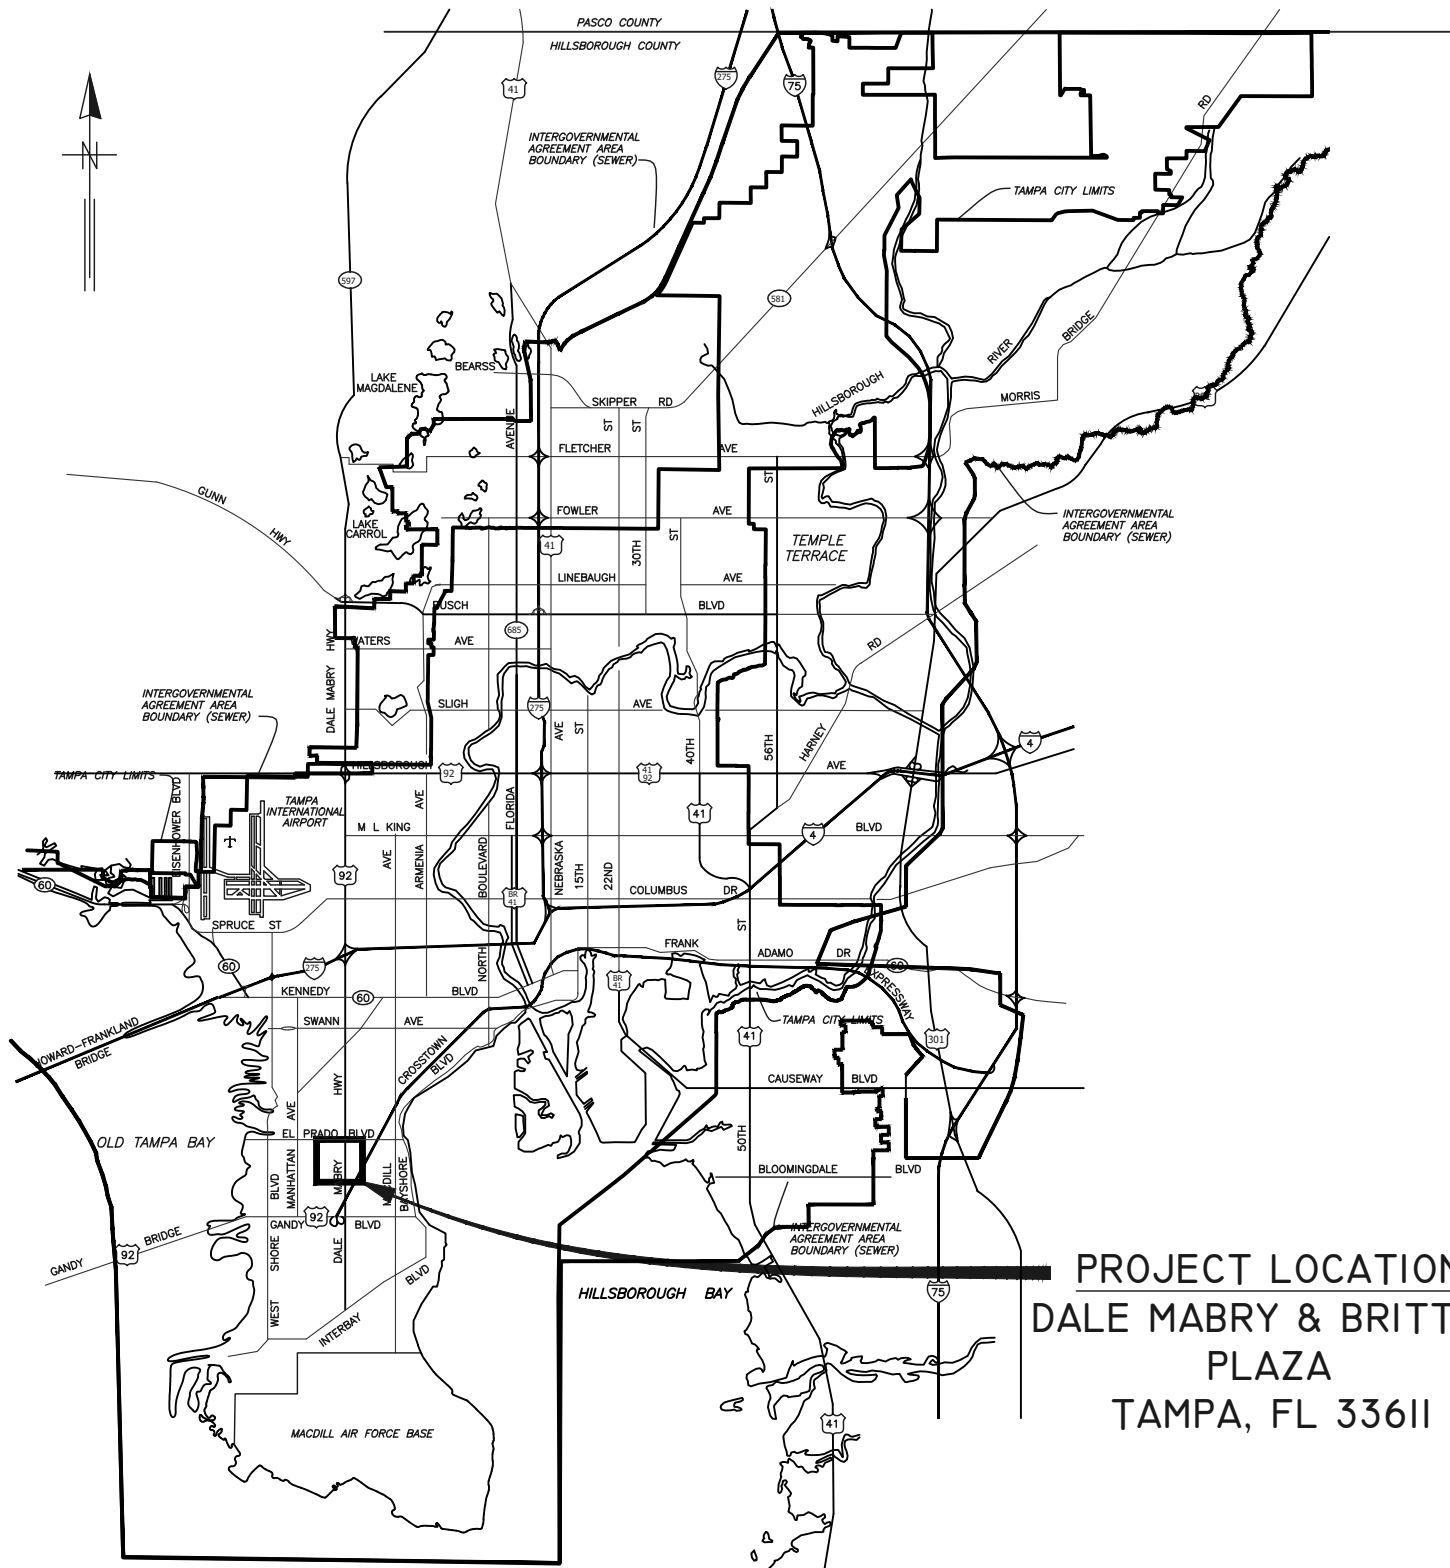 PASCO COUNTY
HILLSBOROUGH COUNTY
41
275
75
INTERGOVERNMENTAL
AGREEMENT AREA
BOUNDARY (SEWER)
N
RD
TAMPA CITY LIMITS
597
581
BRIDGE
RIVER
BEARSS
LAKE
MAGDALENE
HILLSBOROUGH
MORRIS
SKIPPER RD
AVENUE
ST
ST
FLETCHER AVE
ST
GUNN
HWY
LAKE
CARROL
FOWLER AVE
INTERGOVERNMENTAL
AGREEMENT AREA
BOUNDARY (SEWER)
41
30TH
ST
TEMPLE
TERRACE
LINEBAUGH AVE
BUSCH BLVD
685
WATERS AVE
RD
DALE MABRY HWY
INTERGOVERNMENTAL
AGREEMENT AREA
BOUNDARY (SEWER)
SLIGH AVE
275
AVE
ST
40TH
56TH
HARNEY
4
TAMPA CITY LIMITS
HILLSBOROUGH
92
41
92
AVE
EISENHOWER BLVD
TAMPA
INTERNATIONAL
AIRPORT
AVE
FLORIDA
41
M L KING
4
BLVD
AVE
ARMENIA
BOULEVARD
NEBRASKA
15TH
22ND
60
92
BR
41
COLUMBUS DR
SPRUCE ST
ST
FRANK
ADAMO DR
60
275
NORTH
BR
41
60
EXPRESSWAY
KENNEDY
60
BLVD
SWANN AVE
TAMPA CITY LIMITS
HOWARD-FRANKLAND
BRIDGE
CROSSTOWN
BLVD
41
301
HWY
CAUSEWAY BLVD
AVE
EL PRADO BLVD
OLD TAMPA BAY
50TH
BLVD
MANHATTAN
MABRY
MACDILL
BAYSHORE
BLOOMINGDALE BLVD
92
GANDY BLVD
INTERGOVERNMENTAL
AGREEMENT AREA
BOUNDARY (SEWER)
GANDY
92
BRIDGE
SHORE
DALE
BLVD
PROJECT LOCATION
HILLSBOROUGH BAY
75
WEST
INTERBAY
DALE MABRY & BRITT
PLAZA
TAMPA, FL 33611
41
MACDILL AIR FORCE BASE